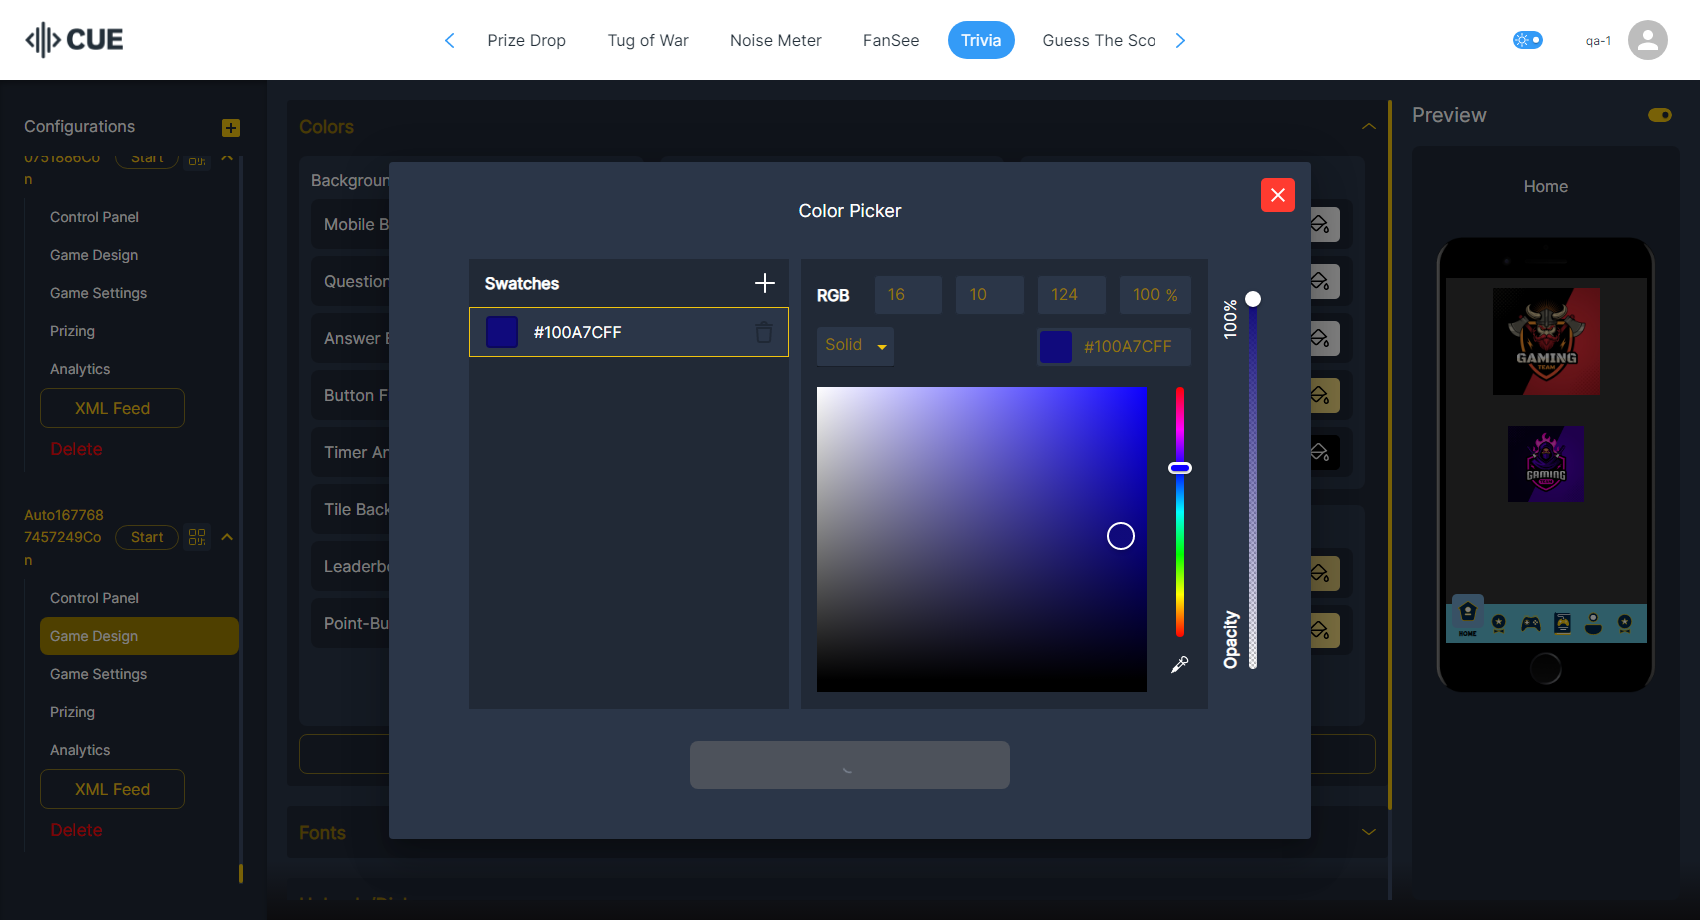 CUE
Prize Drop
Tug of War
Noise Meter
FanSee
Trivia
Guess The Sco
qa-1
Configurations
0751886Co
n
Start
Control Panel
Game Design
Game Settings
Prizing
Analytics
XML Feed
Delete
Auto167768
7457249Co
n
Start
Control Panel
Game Design
Game Settings
Prizing
Analytics
XML Feed
Delete
Colors
Backgroun
Mobile B
Question
Answer
Button F
Timer An
Tile Back
Leaderbo
Point-Bu
Fonts
Color Picker
Swatches
#100A7CFF
RGB
16
10
124
100 %
Solid
#100A7CFF
100%
Opacity
Preview
Home
GAMING
TEAM
GAMING
HOME